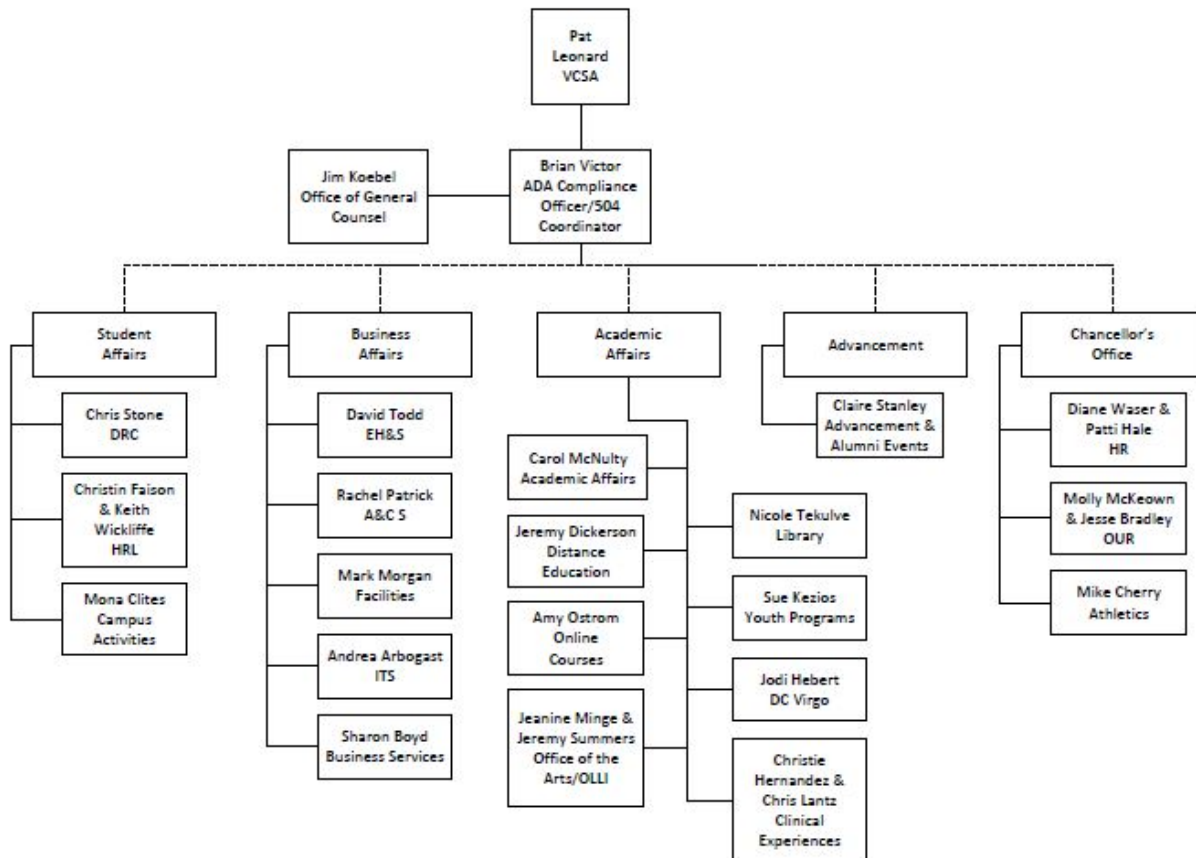 Pat
Leonard
VCSA
Jim Koebel
Office of General
Counsel
Brian Victor
ADA Compliance
Officer/504
Coordinator
Student
Affairs
Chris Stone
DRC
Christin Faison
& Keith
Wickliffe
HRL
Mona Clites
Campus
Activities
Business
Affairs
David Todd
EH&S
Rachel Patrick
A&C S
Mark Morgan
Facilities
Andrea Arbogast
ITS
Sharon Boyd
Business Services
Academic
Affairs
Carol McNulty
Academic Affairs
Jeremy Dickerson
Distance
Education
Amy Ostrom
Online
Courses
Jeanine Minge &
Jeremy Summers
Office of the
Arts/OLLI
Nicole Tekulve
Library
Sue Kezios
Youth Programs
Jodi Hebert
DC Virgo
Christie
Hernandez &
Chris Lantz
Clinical
Experiences
Advancement
Claire Stanley
Advancement &
Alumni Events
Chancellor's
Office
Diane Waser &
Patti Hale
HR
Molly McKeown
& Jesse Bradley
OUR
Mike Cherry
Athletics